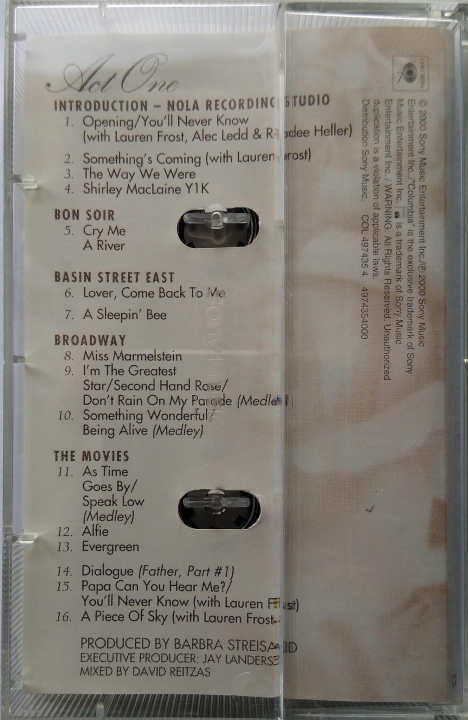 Act One
INTRODUCTION – NOLA RECORDING STUDIO
1. Opening/You'll Never Know
(with Lauren Frost, Alec Ledd & Randee Heller)
2. Something's Coming (with Lauren Frost)
3. The Way We Were
4. Shirley MacLaine Y1K
BON SOIR
5. Cry Me
A River
BASIN STREET EAST
6. Lover, Come Back To Me
7. A Sleepin' Bee
BROADWAY
8. Miss Marmelstein
9. I'm The Greatest
Star/Second Hand Rose/
Don't Rain On My Parade (Medley)
10. Something Wonderful/
Being Alive (Medley)
THE MOVIES
11. As Time
Goes By/
Speak Low
(Medley)
12. Alfie
13. Evergreen
14. Dialogue (Father, Part #1)
15. Papa Can You Hear Me?/
You'll Never Know (with Lauren Frost)
16. A Piece Of Sky (with Lauren Frost
PRODUCED BY BARBRA STREISAND
EXECUTIVE PRODUCER: JAY LANDERS
MIXED BY DAVID REITZAS
COLUMBIA
© 2000 Sony Music Entertainment Inc./℗ 2000 Sony Music
Entertainment Inc./"Columbia" is the exclusive trademark of Sony
Music Entertainment Inc. is a trademark of Sony Music
Entertainment Inc. / WARNING: All Rights Reserved. Unauthorized
duplication is a violation of applicable laws.
Distribution Sony Music. COL 497435 4 4974354000